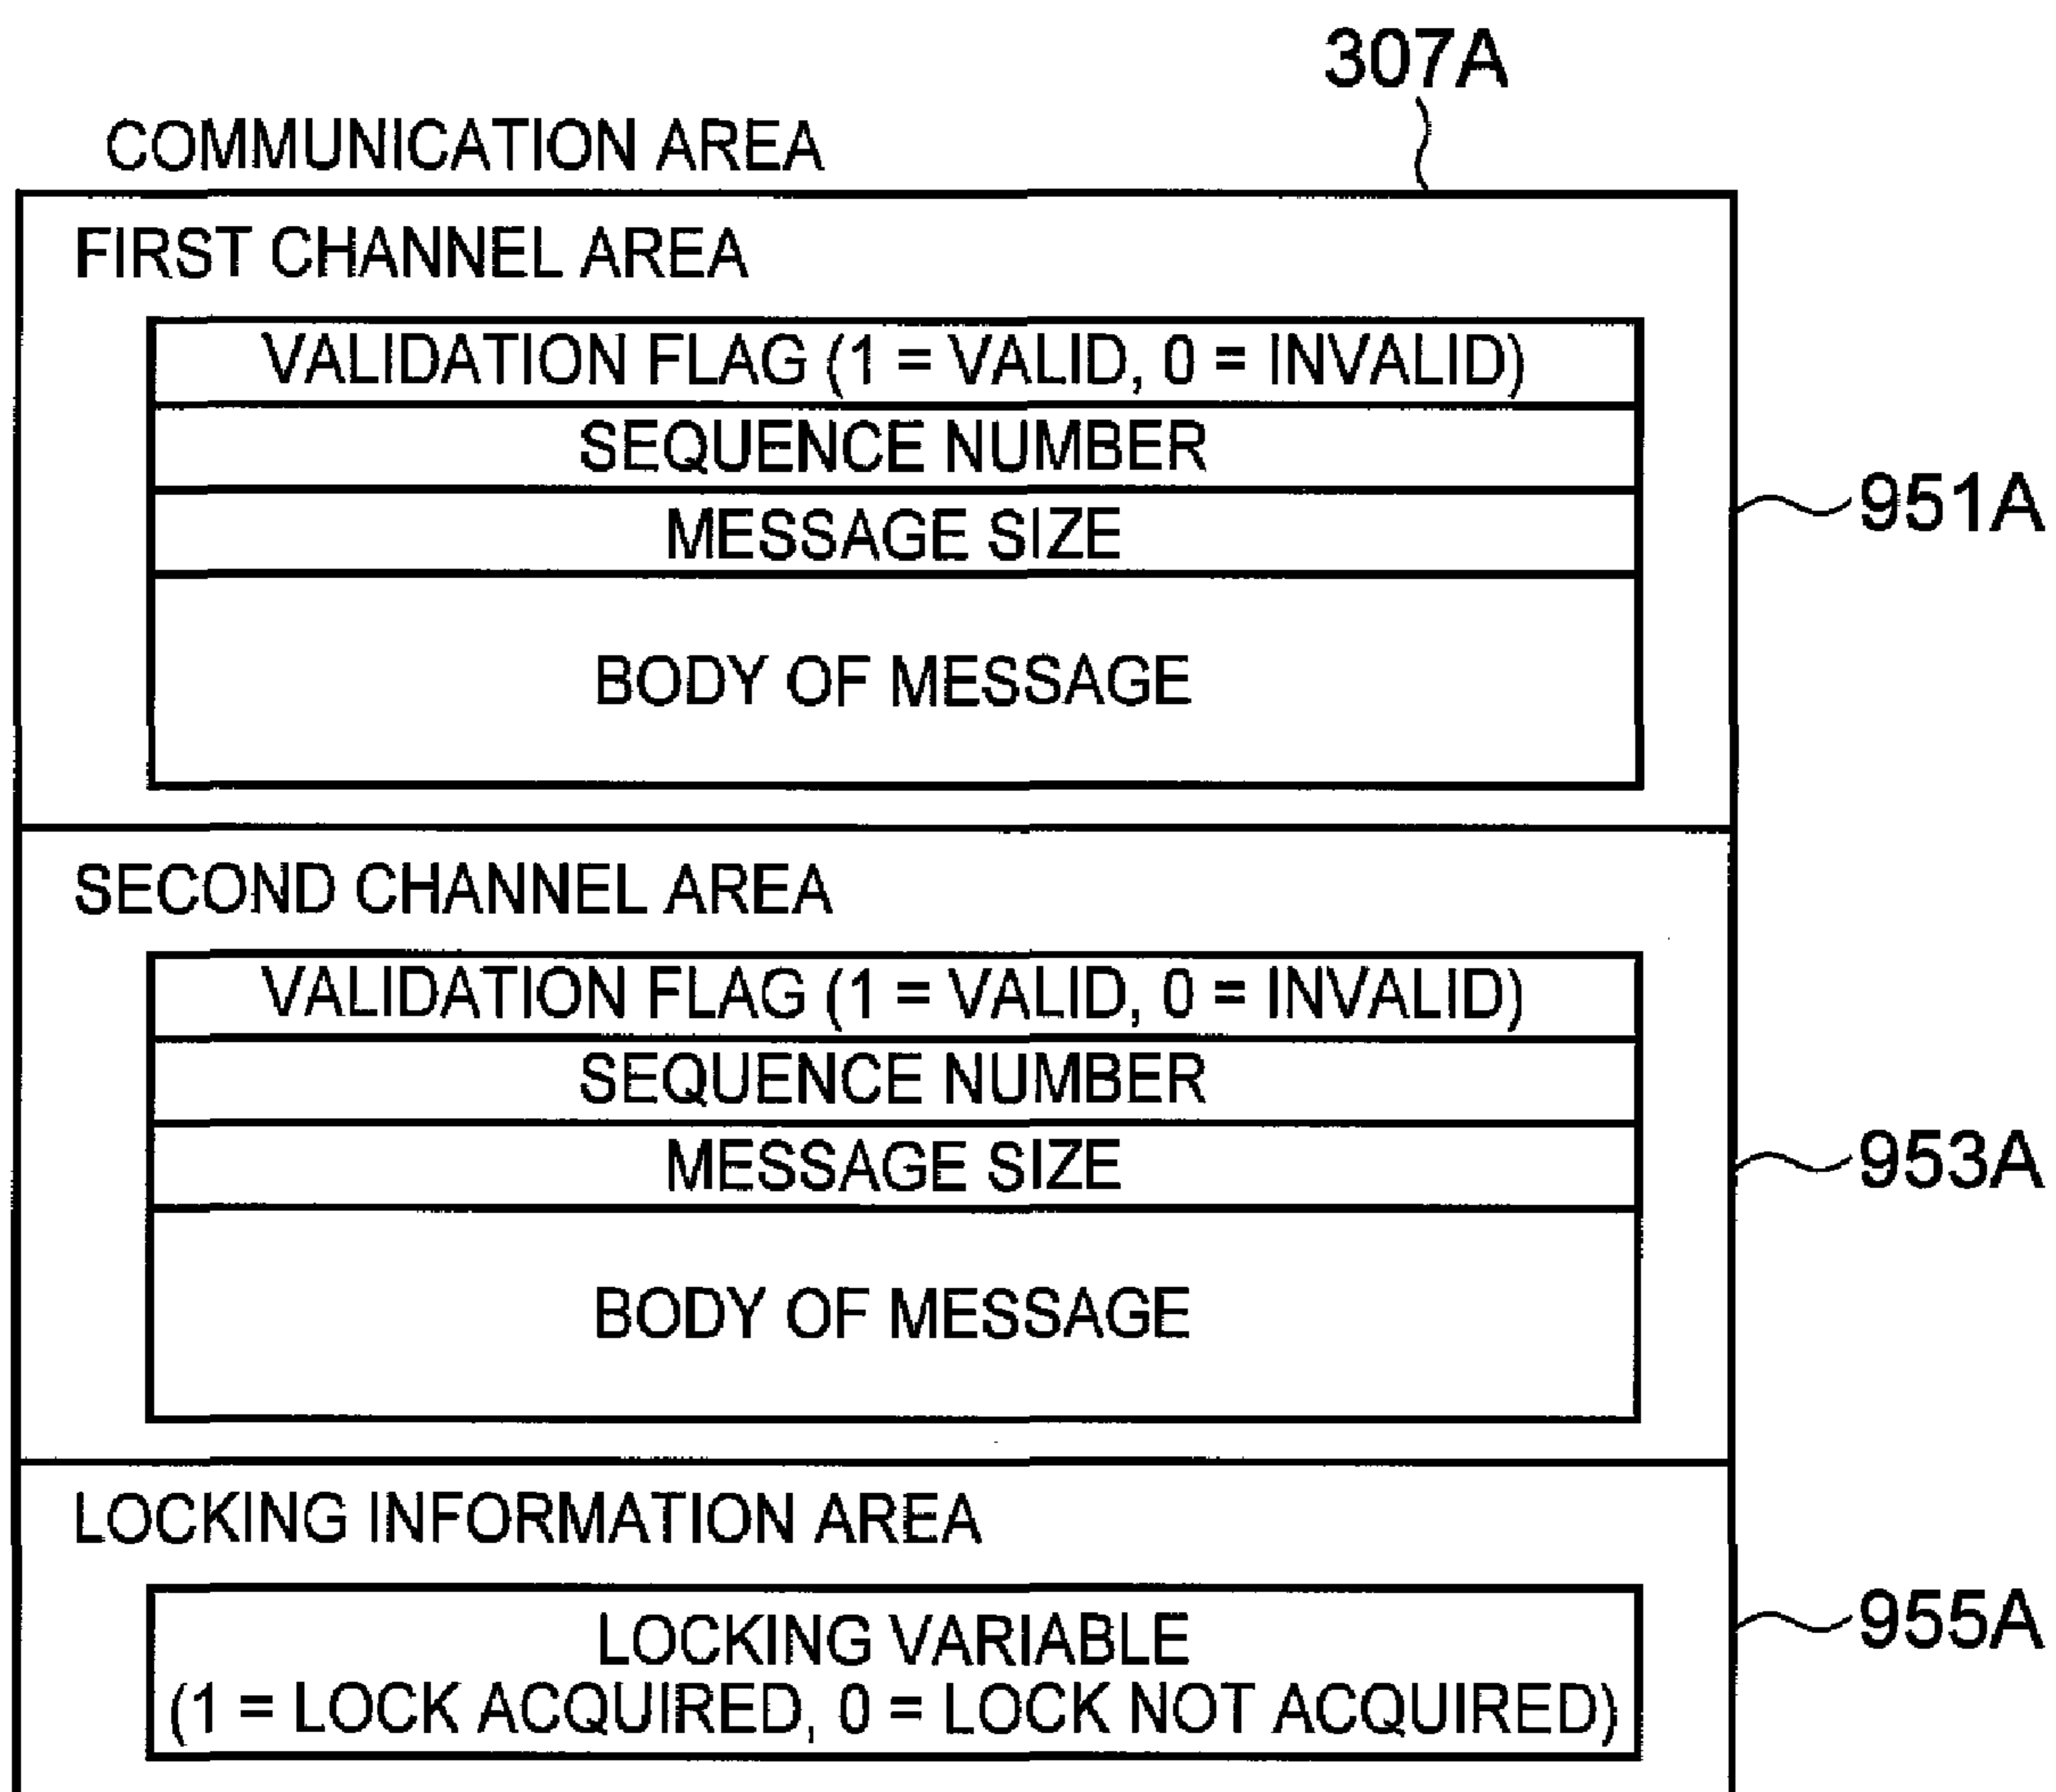 307A
COMMUNICATION AREA
FIRST CHANNEL AREA
VALIDATION FLAG (1 = VALID, 0 = INVALID)
SEQUENCE NUMBER
MESSAGE SIZE
BODY OF MESSAGE
951A
SECOND CHANNEL AREA
VALIDATION FLAG (1 = VALID, 0 = INVALID)
SEQUENCE NUMBER
MESSAGE SIZE
BODY OF MESSAGE
953A
LOCKING INFORMATION AREA
LOCKING VARIABLE
(1 = LOCK ACQUIRED, 0 = LOCK NOT ACQUIRED)
955A